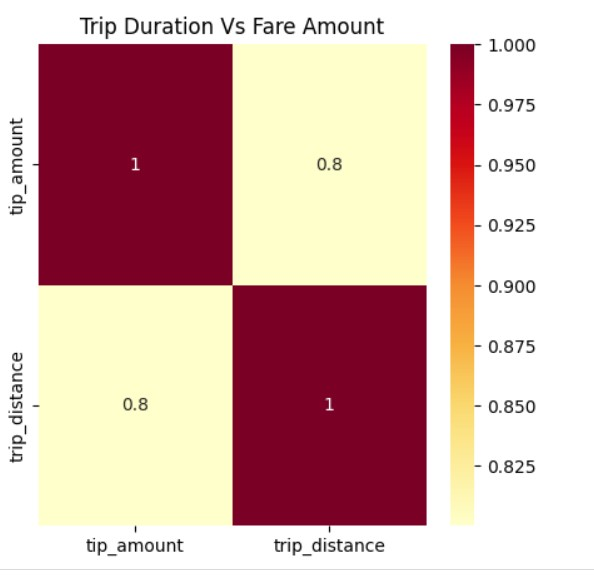 Trip Duration Vs Fare Amount
tip_amount
1
0.8
trip_distance
0.8
1
tip_amount
trip_distance
1.000
0.975
0.950
0.925
0.900
0.875
0.850
0.825